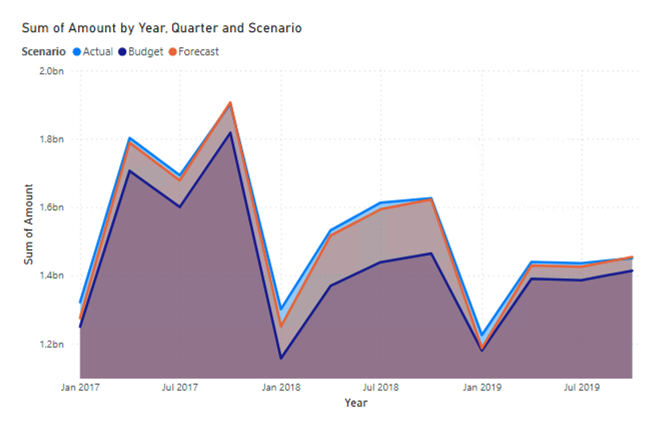 Sum of Amount by Year, Quarter and Scenario
Scenario Actual Budget Forecast
2.0bn
1.8bn
1.6bn
1.4bn
1.2bn
Sum of Amount
Jan 2017 Jul 2017 Jan 2018 Jul 2018 Jan 2019 Jul 2019
Year